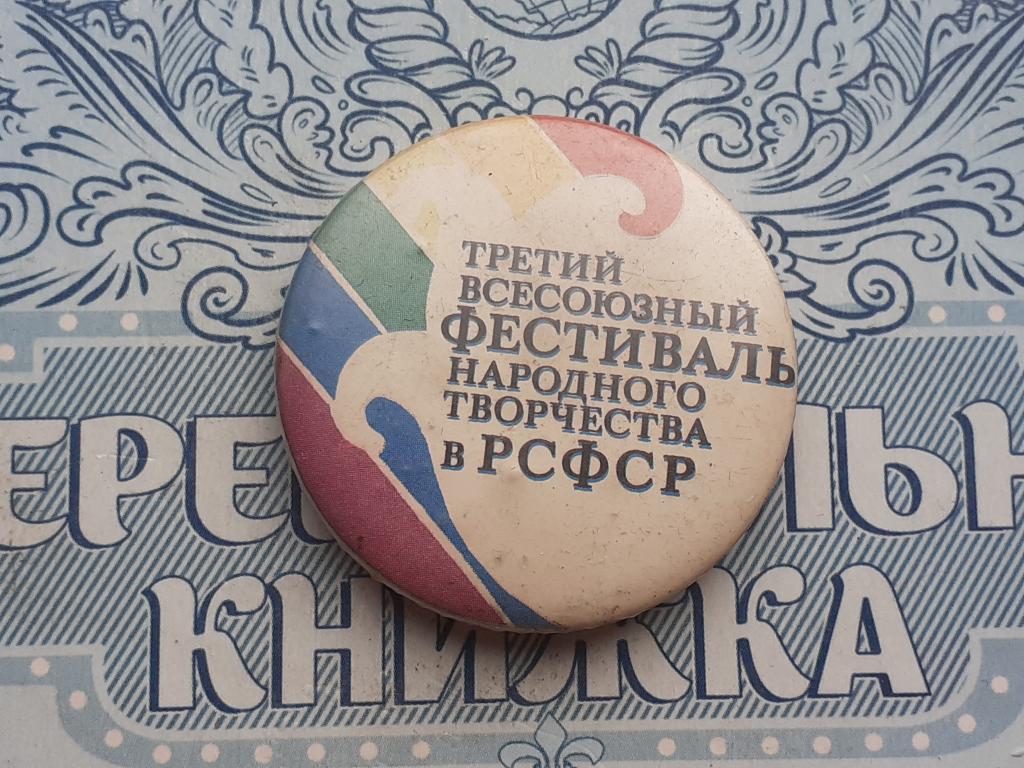 ТРЕТИЙ
ВСЕСОЮЗНЫЙ
ФЕСТИВАЛЬ
НАРОДНОГО
ТВОРЧЕСТВА
в РСФСР
КНИЖКА